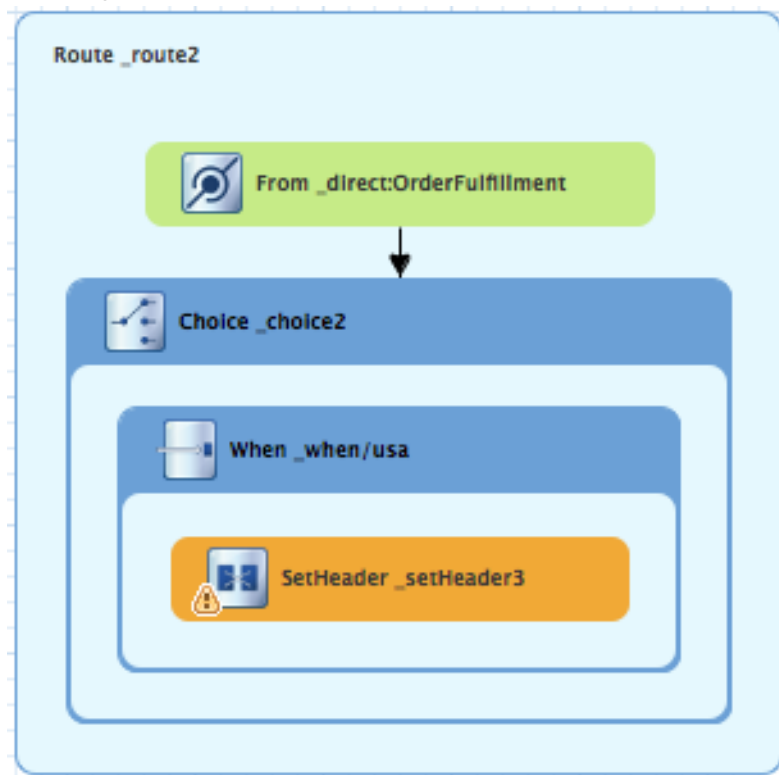 Route _route2
From _direct:OrderFulfillment
Choice _choice2
When _when/usa
SetHeader _setHeader3